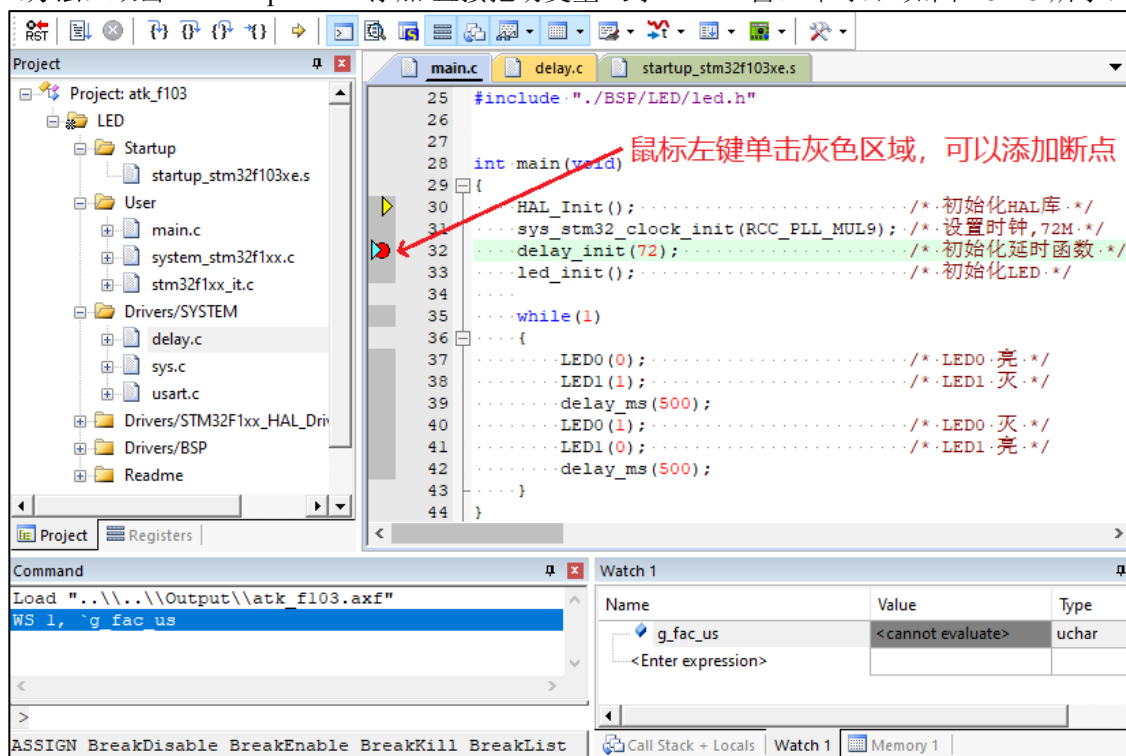 RST
Project
Project: atk_f103
LED
Startup
startup_stm32f103xe.s
User
main.c
system_stm32f1xx.c
stm32f1xx_it.c
Drivers/SYSTEM
delay.c
sys.c
usart.c
Drivers/STM32F1xx_HAL_Driv
Drivers/BSP
Readme
Project Registers
main.c delay.c startup_stm32f103xe.s
鼠标左键单击灰色区域，可以添加断点
25 #include "./BSP/LED/led.h"
26
27
28 int main(void)
29 {
30 HAL_Init(); /* 初始化HAL库 */
31 sys_stm32_clock_init(RCC_PLL_MUL9); /* 设置时钟,72M */
32 delay_init(72); /* 初始化延时函数 */
33 led_init(); /* 初始化LED */
34
35 while(1)
36 {
37 LED0(0); /* LED0 亮 */
38 LED1(1); /* LED1 灭 */
39 delay_ms(500);
40 LED0(1); /* LED0 灭 */
41 LED1(0); /* LED1 亮 */
42 delay_ms(500);
43 }
44 }
Command
Load "..\\..\\Output\\atk_f103.axf"
WS 1, `g_fac_us
>
ASSIGN BreakDisable BreakEnable BreakKill BreakList
Watch 1
Name Value Type
g_fac_us <cannot evaluate> uchar
<Enter expression>
Call Stack + Locals Watch 1 Memory 1